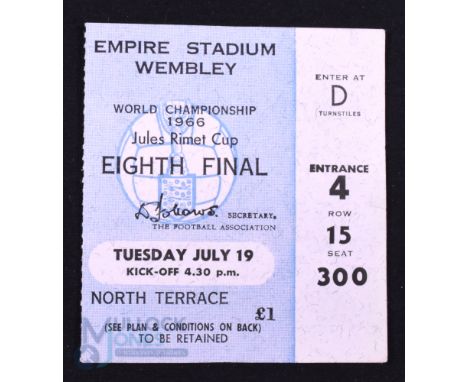 EMPIRE STADIUM
WEMBLEY
WORLD CHAMPIONSHIP
1966
Jules Rimet Cup
EIGHTH FINAL
SECRETARY,
THE FOOTBALL ASSOCIATION
TUESDAY JULY 19
KICK-OFF 4.30 p.m.
NORTH TERRACE
£1
(SEE PLAN & CONDITIONS ON BACK)
TO BE RETAINED
MULLOCK
JONES
ENTER AT
D
TURNSTILES
ENTRANCE
4
ROW
15
SEAT
300